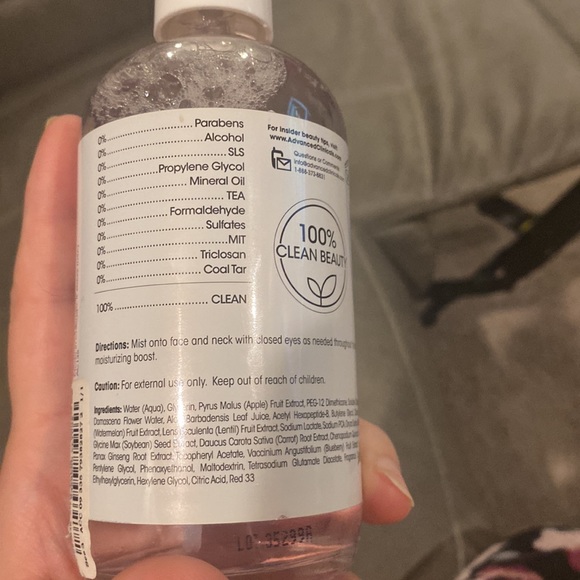 0%........................Parabens
0%........................Alcohol
0%........................SLS
0%........................Propylene Glycol
0%........................Mineral Oil
0%........................TEA
0%........................Formaldehyde
0%........................Sulfates
0%........................MIT
0%........................Triclosan
0%........................Coal Tar
100%........................CLEAN
For insider beauty tips, visit
www.AdvancedClinicals.com
Questions or Comments
info@advancedclinicals.com
100%
CLEAN BEAUTY
Directions: Mist onto face and neck with closed eyes as needed throughout
moisturizing boost.
Caution: For external use only. Keep out of reach of children.
Ingredients: Water (Aqua), Glycerin, Pyrus Malus (Apple) Fruit Extract, PEG-12 Dimethicone,
Damascena Flower Water, Aloe Barbadensis Leaf Juice, Acetyl Hexapeptide-8, Butylene
(Watermelon) Fruit Extract, Lens Esculenta (Lentil) Fruit Extract, Sodium Lactate, Sodium PCA,
Glycine Max (Soybean) Seed Extract, Daucus Carota Sativa (Carrot) Root Extract,
Panax Ginseng Root Extract, Tocopheryl Acetate, Vaccinium Angustifolium (Blueberry) Fruit
Pentylene Glycol, Phenoxyethanol, Maltodextrin, Tetrasodium Glutamate Diacetate,
Ethylhexylglycerin, Hexylene Glycol, Citric Acid, Red 33
LOT 35299A